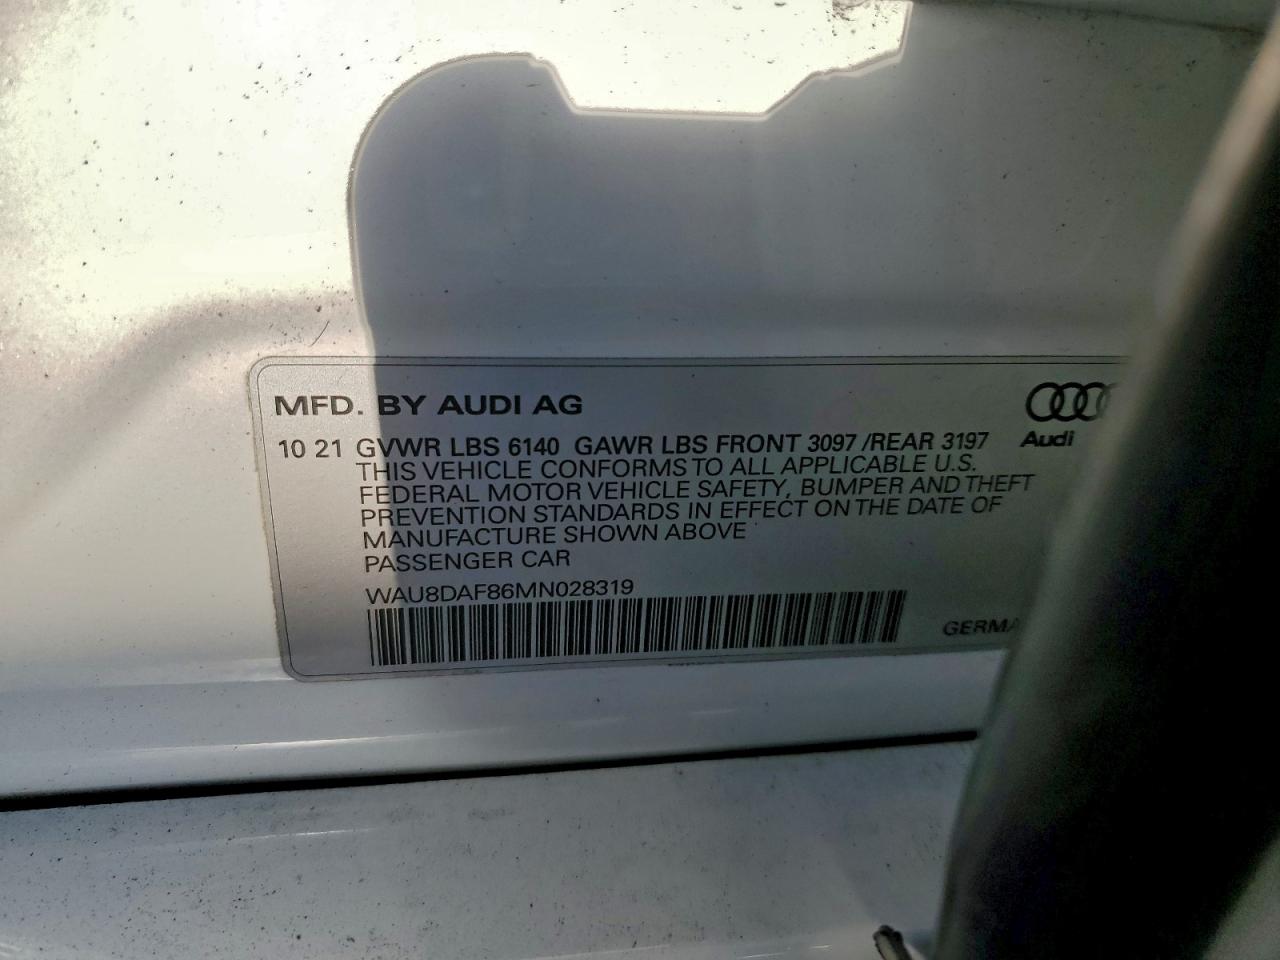 MFD. BY AUDI AG
Audi
10 21 GVWR LBS 6140 GAWR LBS FRONT 3097 /REAR 3197
THIS VEHICLE CONFORMS TO ALL APPLICABLE U.S.
FEDERAL MOTOR VEHICLE SAFETY, BUMPER AND THEFT
PREVENTION STANDARDS IN EFFECT ON THE DATE OF
MANUFACTURE SHOWN ABOVE
PASSENGER CAR
WAU8DAF86MN028319
GERMA